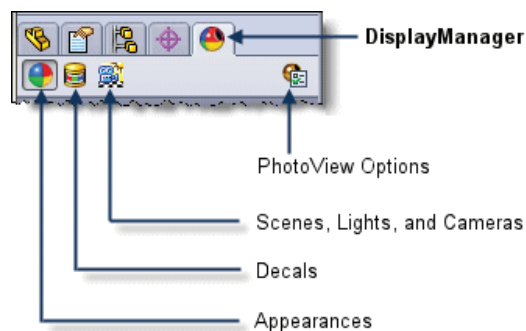 DisplayManager
PhotoView Options
Scenes, Lights, and Cameras
Decals
Appearances